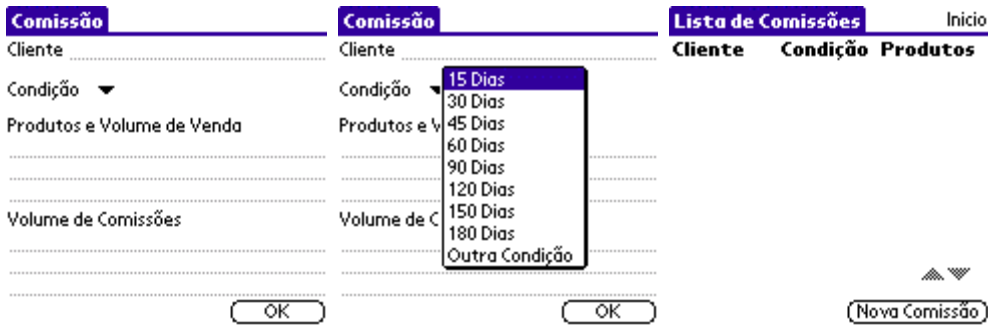 Comissão
Cliente
Condição
Produtos e Volume de Venda
Volume de Comissões
OK
Comissão
Cliente
Condição
15 Dias
30 Dias
Produtos e V
45 Dias
60 Dias
90 Dias
120 Dias
Volume de C
150 Dias
180 Dias
Outra Condição
OK
Lista de Comissões
Inicio
Cliente Condição Produtos
Nova Comissão